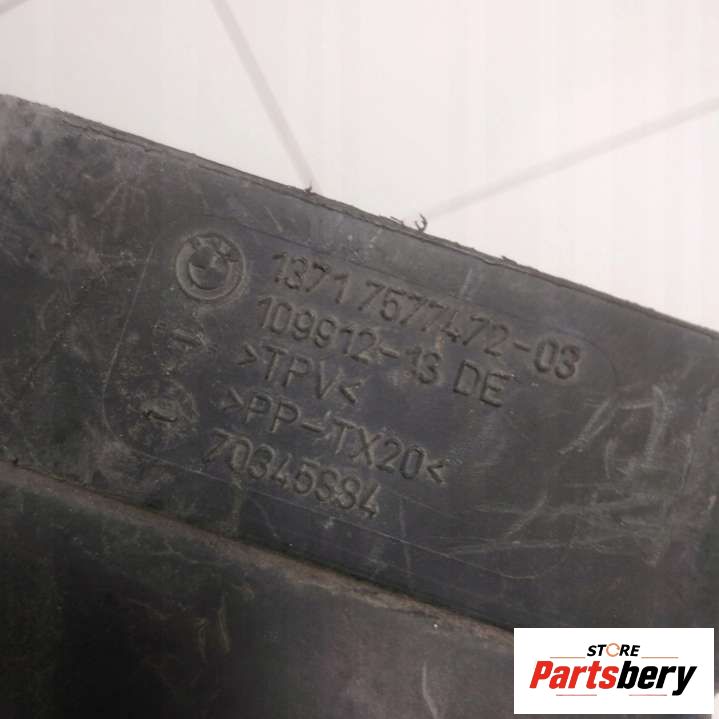 1371 7577472-03
109912-13 DE
>TPV<
>PP-TX20<
70345884
STORE
Partsbery